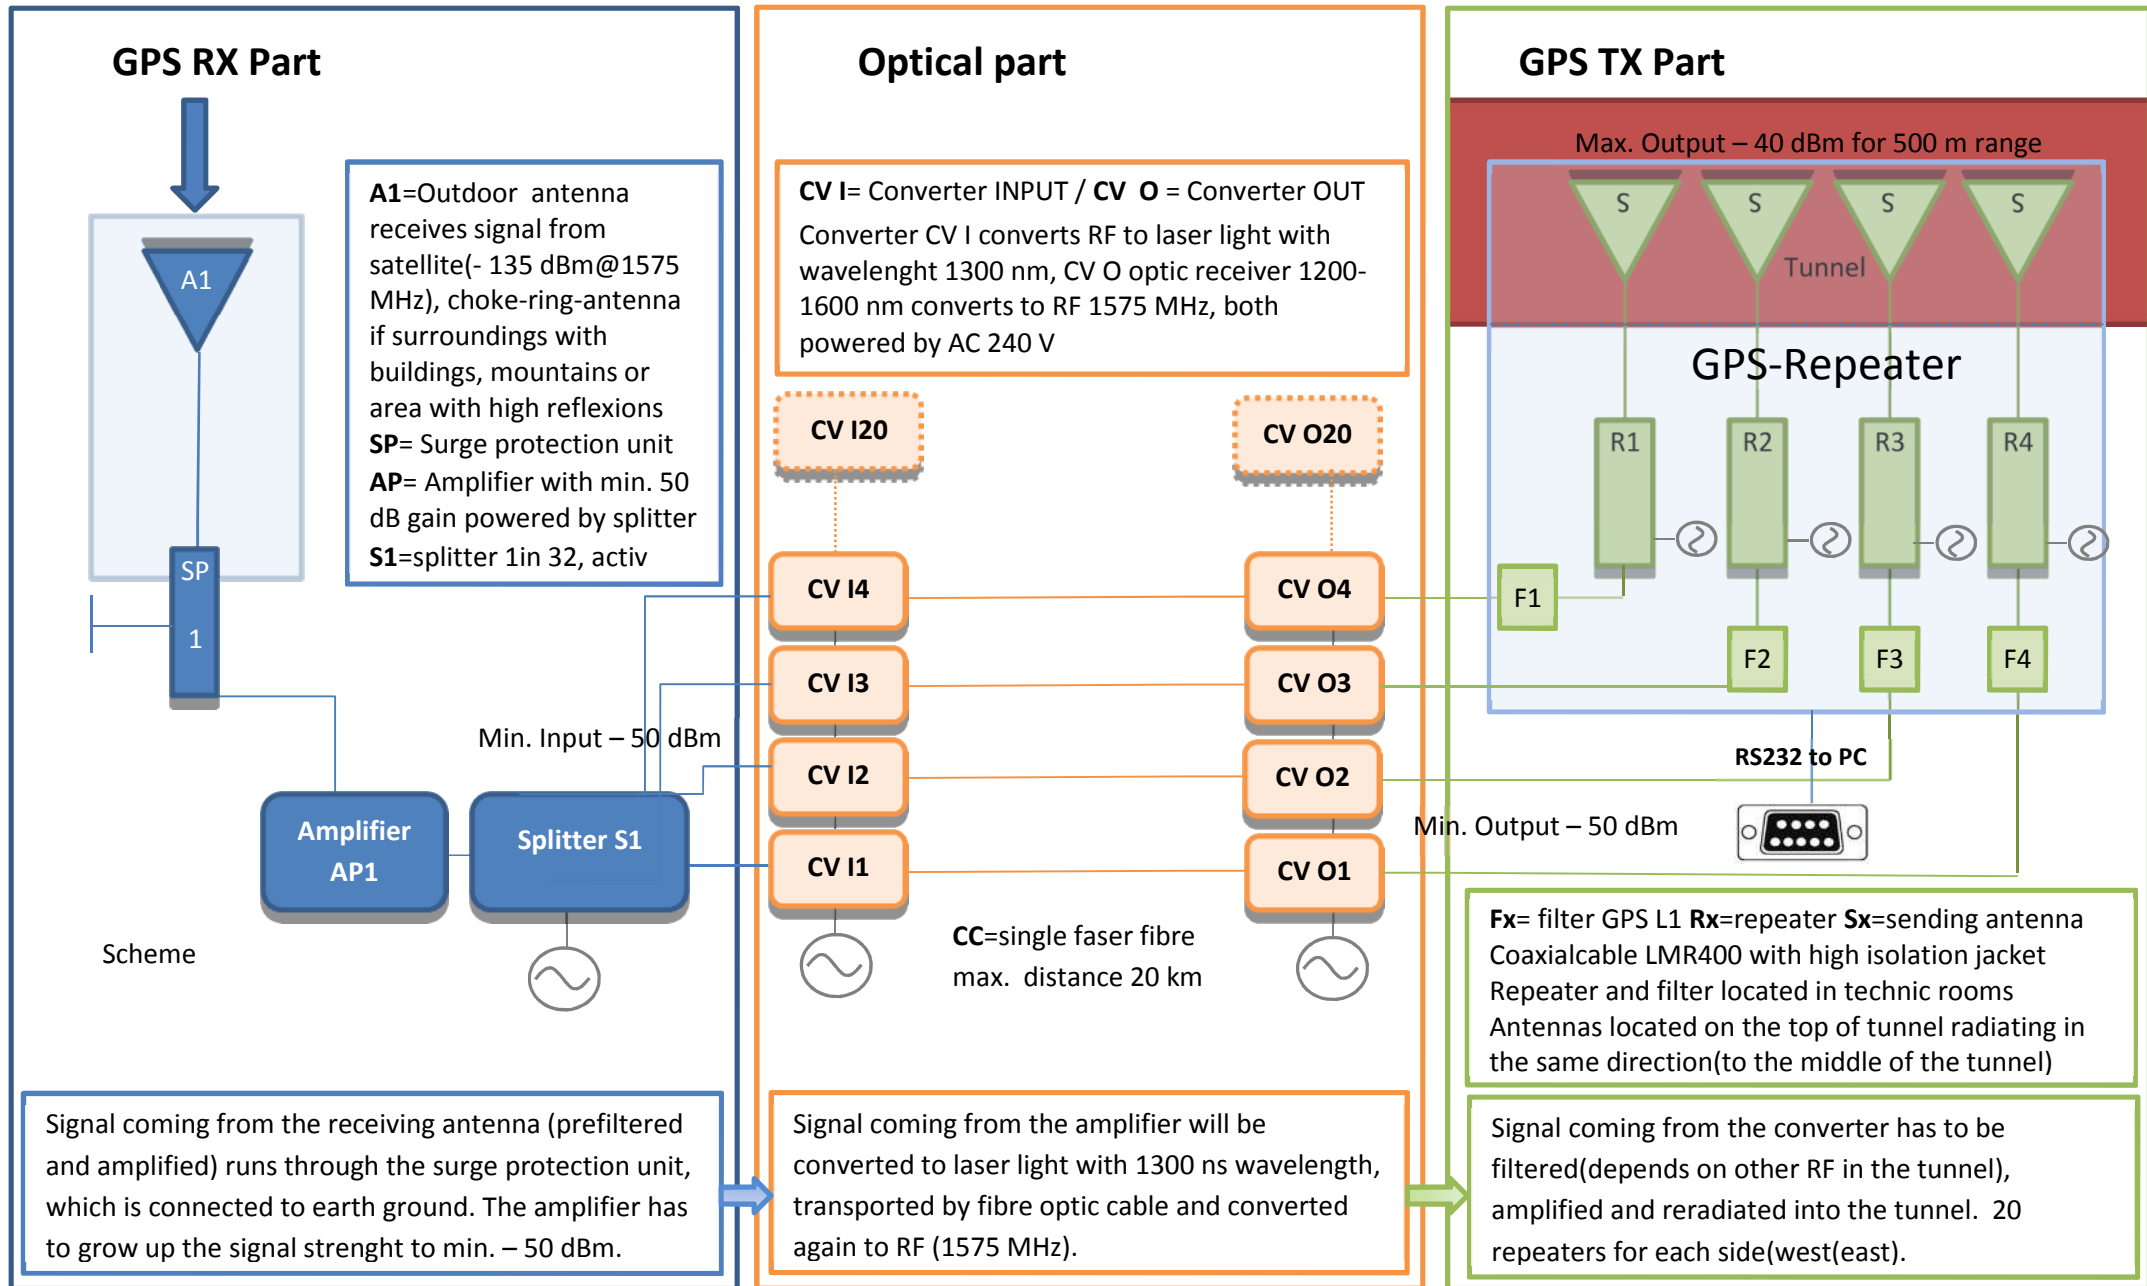 GPS RX Part
A1
SP
1
A1=Outdoor antenna
receives signal from
satellite(- 135 dBm@1575
MHz), choke-ring-antenna
if surroundings with
buildings, mountains or
area with high reflexions
SP= Surge protection unit
AP= Amplifier with min. 50
dB gain powered by splitter
S1=splitter 1in 32, activ
Min. Input – 50 dBm
Amplifier
AP1
Splitter S1
Scheme
Signal coming from the receiving antenna (prefiltered
and amplified) runs through the surge protection unit,
which is connected to earth ground. The amplifier has
to grow up the signal strenght to min. – 50 dBm.
Optical part
CV I= Converter INPUT / CV O = Converter OUT
Converter CV I converts RF to laser light with
wavelenght 1300 nm, CV O optic receiver 1200-
1600 nm converts to RF 1575 MHz, both
powered by AC 240 V
CV I20
CV O20
CV I4
CV O4
CV I3
CV O3
CV I2
CV O2
CV I1
CV O1
CC=single faser fibre
max. distance 20 km
Signal coming from the amplifier will be
converted to laser light with 1300 ns wavelength,
transported by fibre optic cable and converted
again to RF (1575 MHz).
GPS TX Part
Max. Output – 40 dBm for 500 m range
S S S S
Tunnel
GPS-Repeater
R1 R2 R3 R4
F1
F2 F3 F4
RS232 to PC
Min. Output – 50 dBm
Fx= filter GPS L1 Rx=repeater Sx=sending antenna
Coaxialcable LMR400 with high isolation jacket
Repeater and filter located in technic rooms
Antennas located on the top of tunnel radiating in
the same direction(to the middle of the tunnel)
Signal coming from the converter has to be
filtered(depends on other RF in the tunnel),
amplified and reradiated into the tunnel. 20
repeaters for each side(west(east).